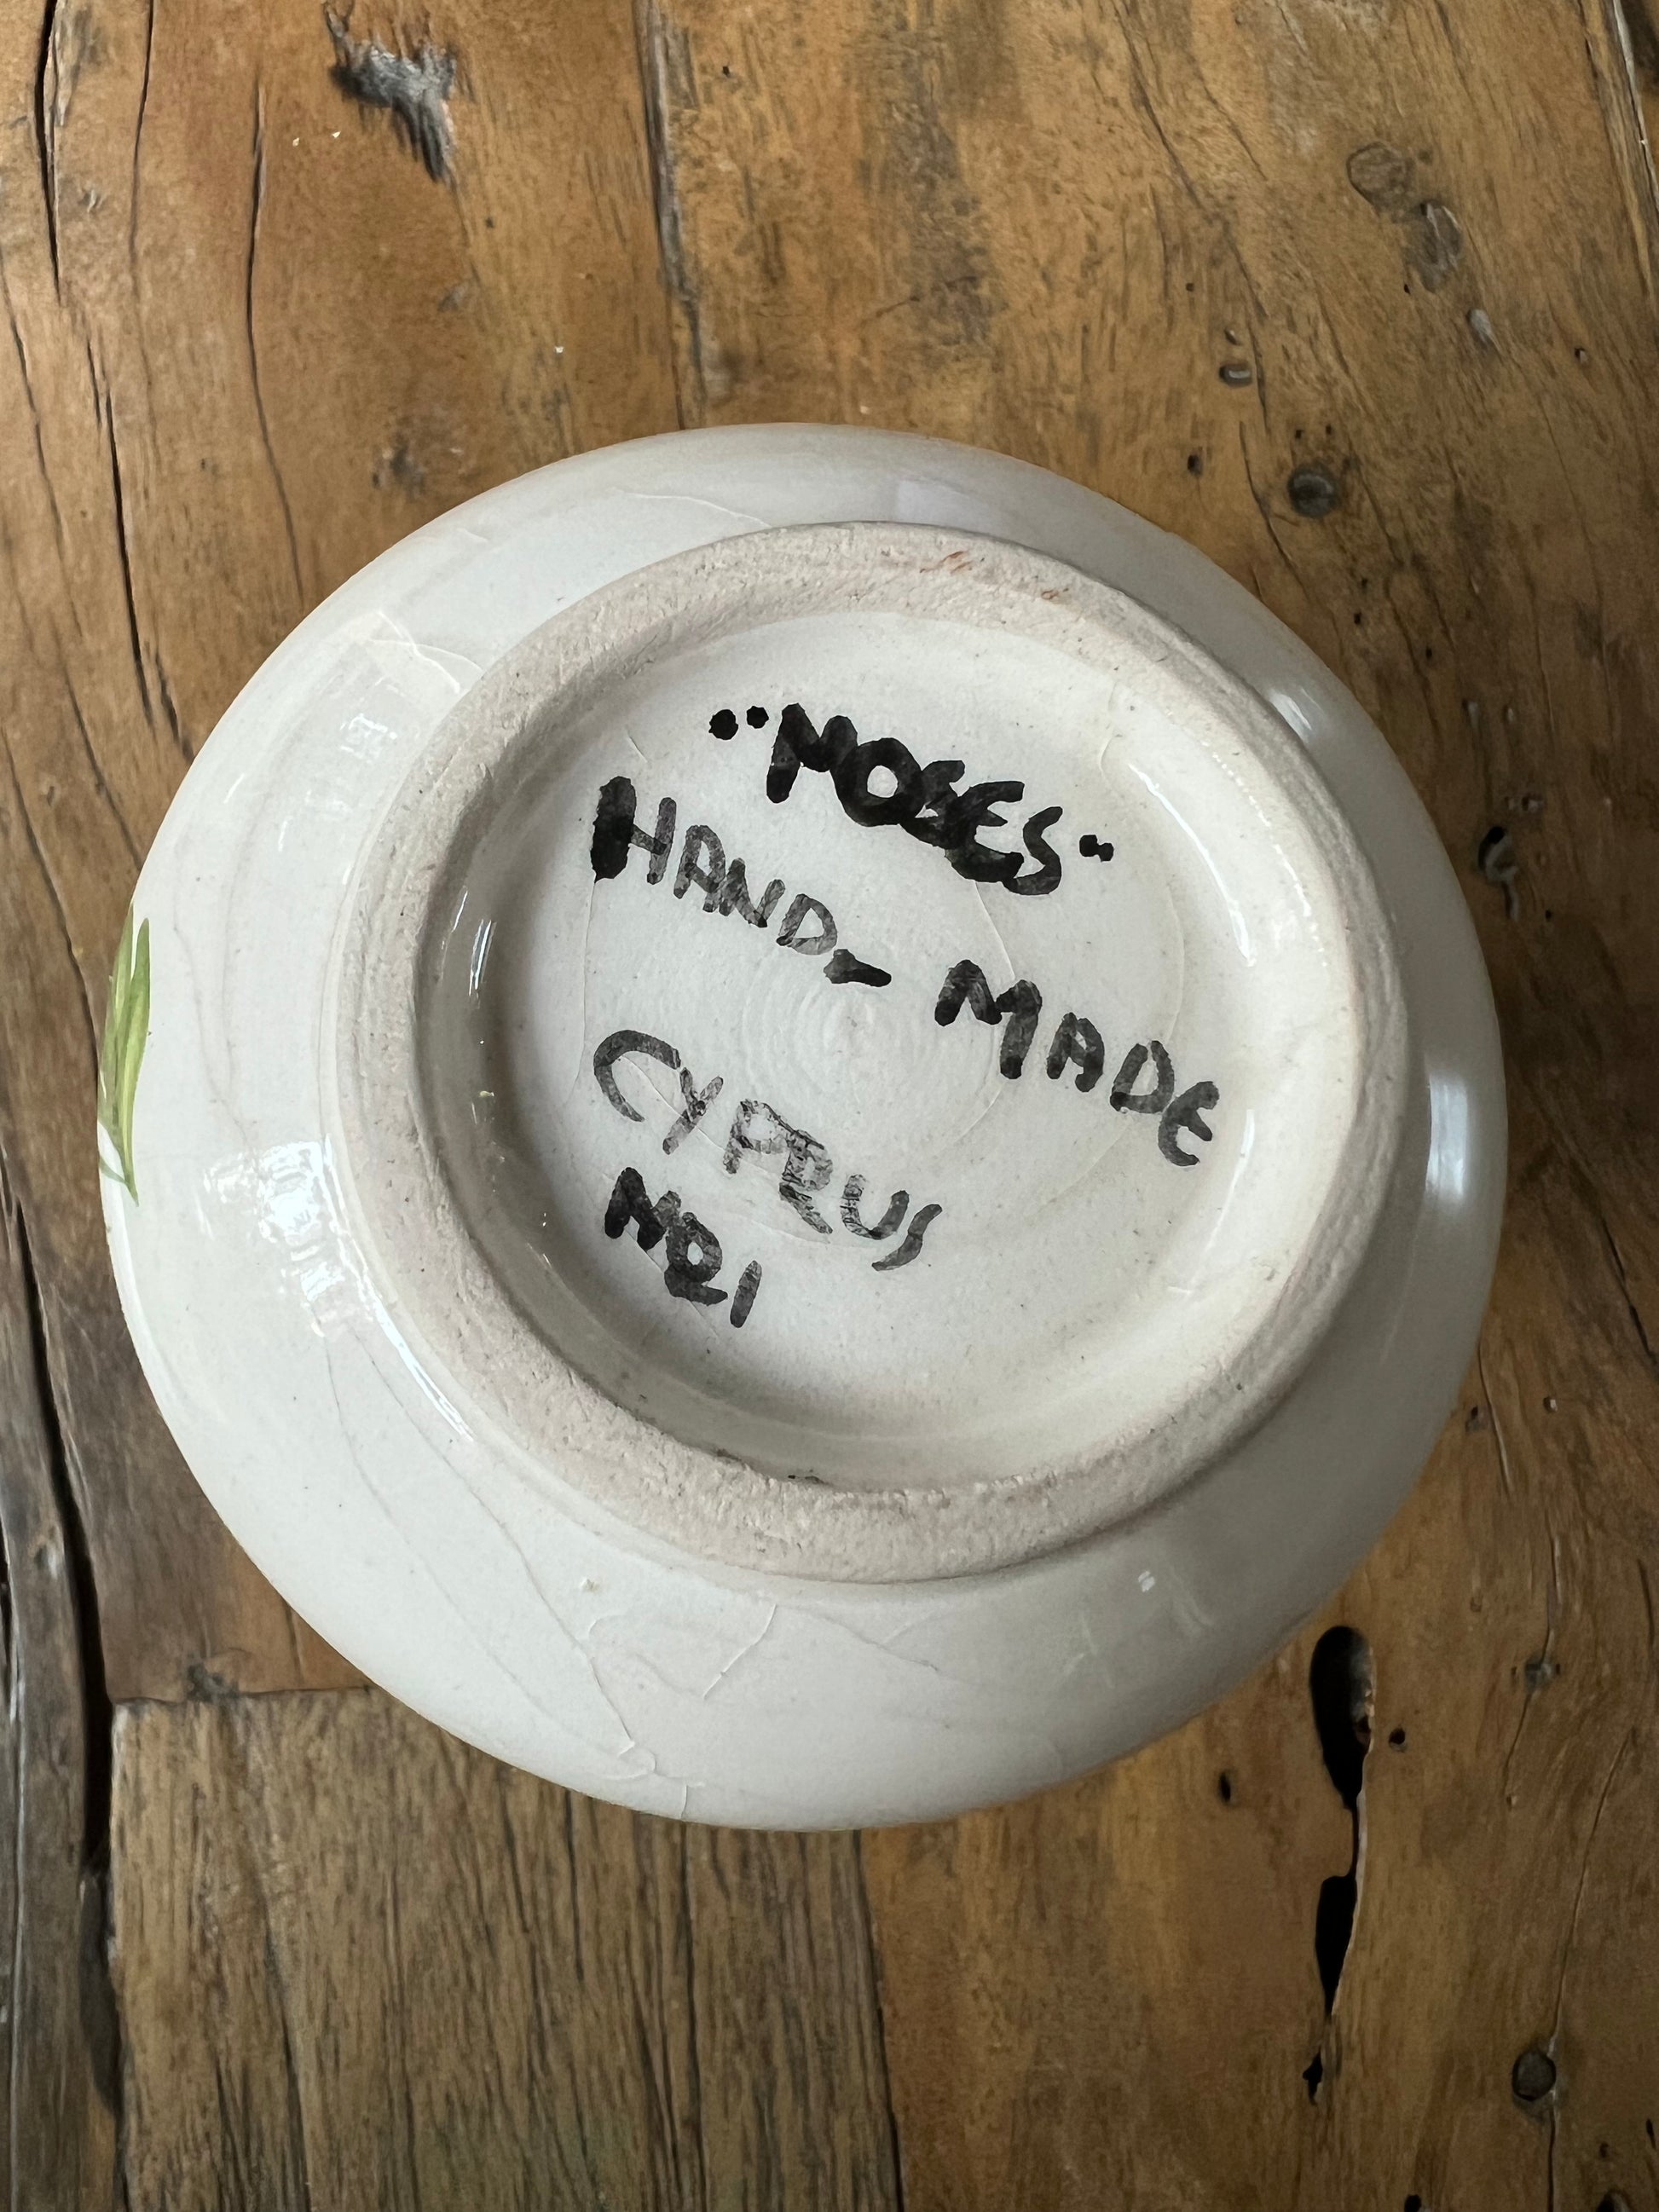 "MOSES"
HAND- MADE
CYPRUS
NO1